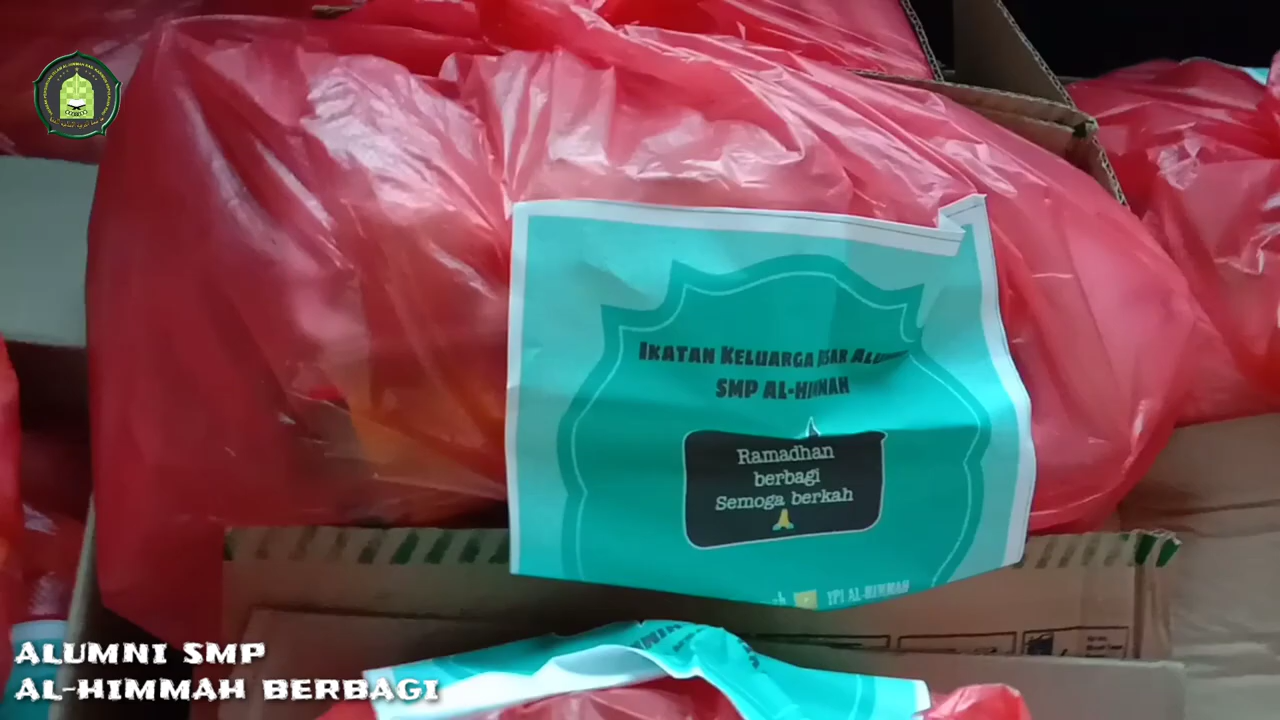 IKATAN KELUARGA
SMP AL-HIMMAH
Ramadhan
berbagi
Semoga berkah
YPI AL-HIMMAH
ALUMNI SMP
AL-HIMMAH BERBAGI